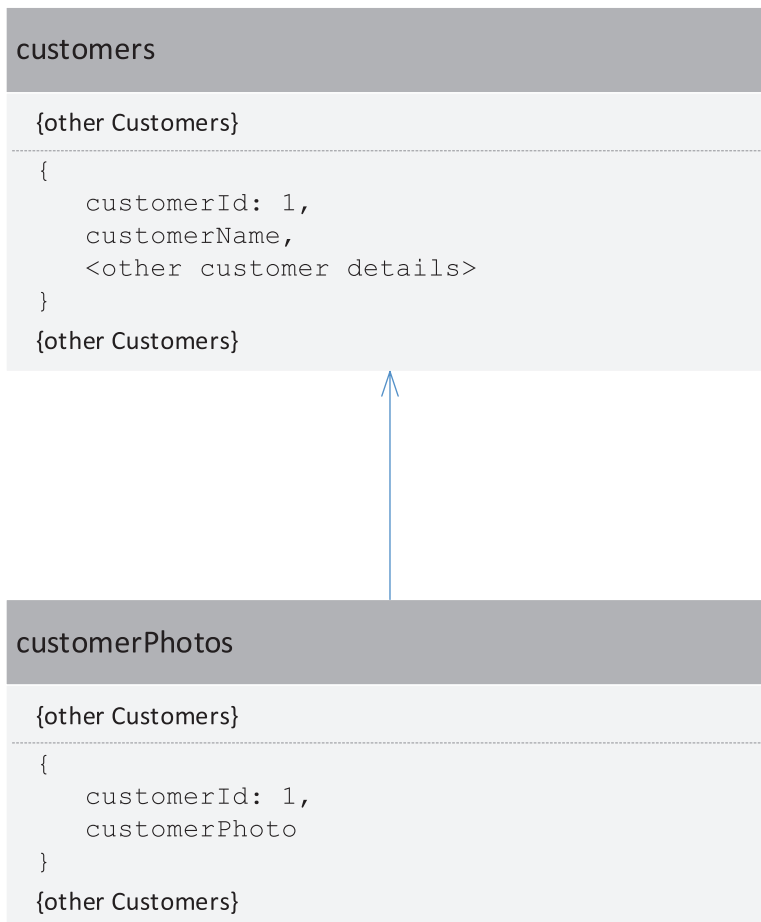 customers
{other Customers}
{
customerId: 1,
customerName,
<other customer details>
}
{other Customers}
customerPhotos
{other Customers}
{
customerId: 1,
customerPhoto
}
{other Customers}